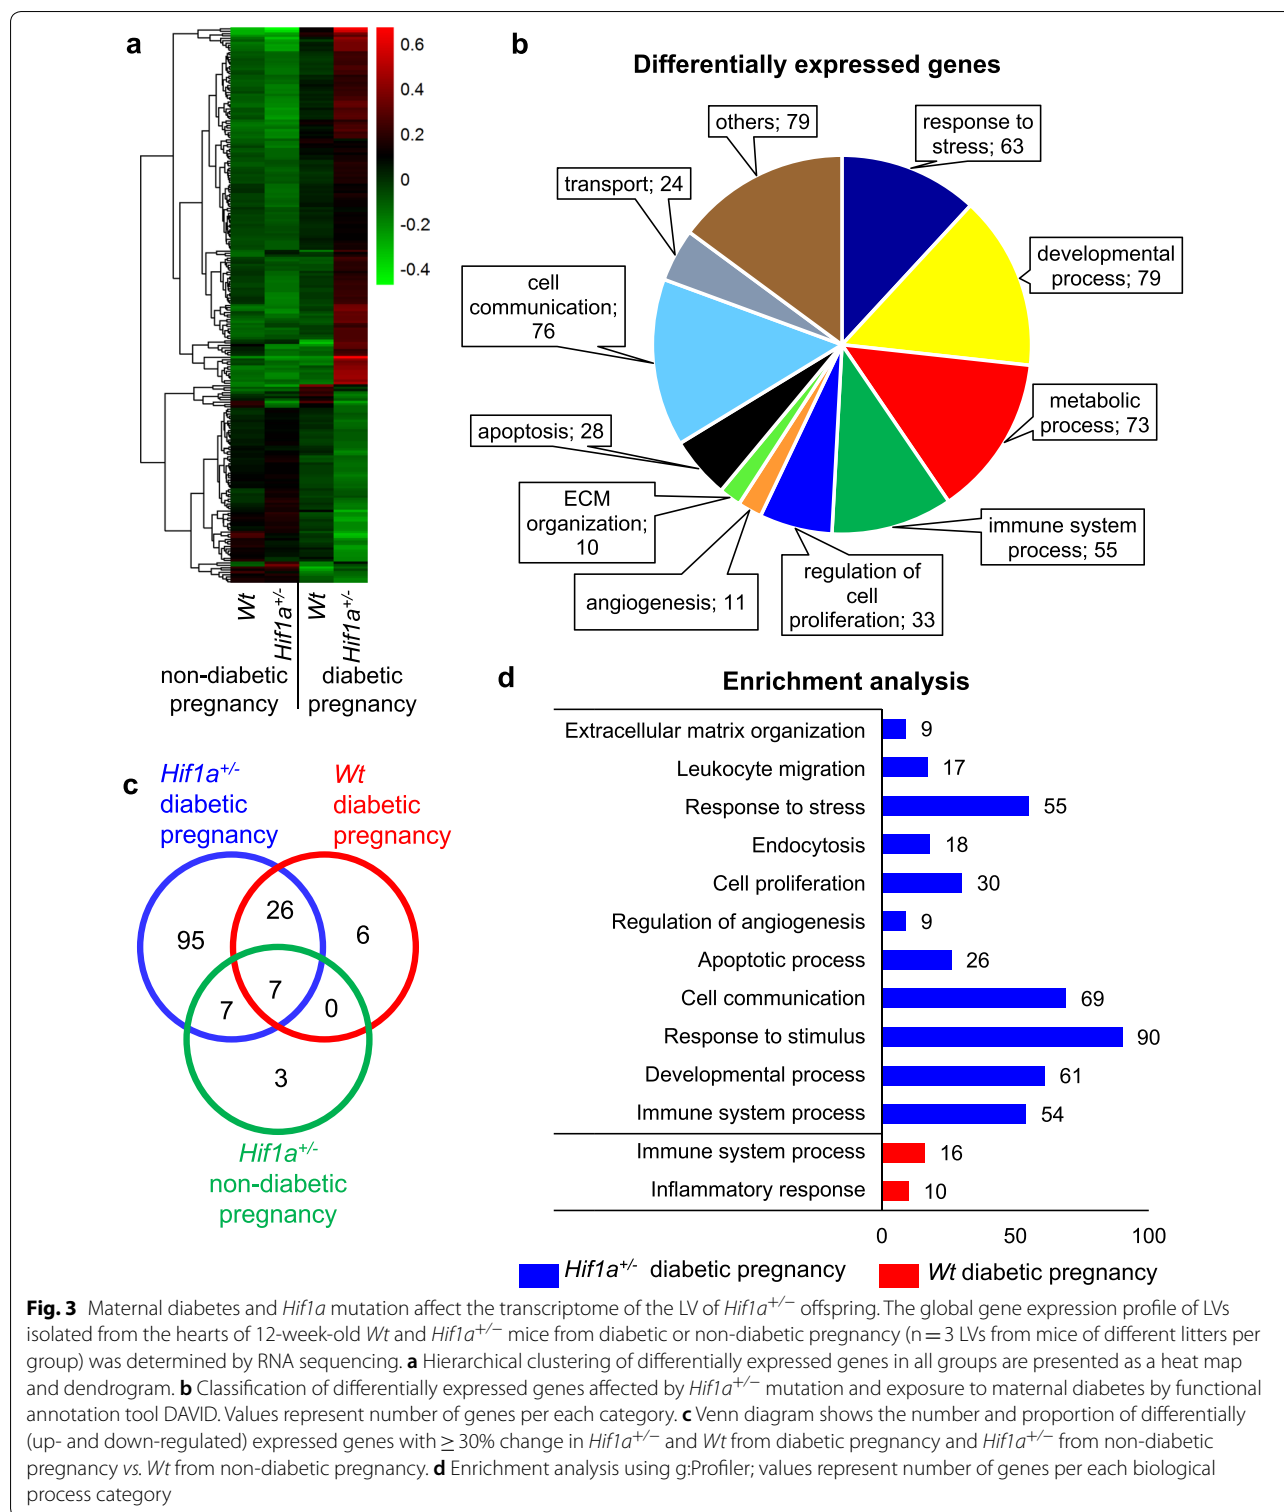 a
0.6
0.4
0.2
0
-0.2
-0.4
Wt
Hif1a+/-
Wt
Hif1a+/-
non-diabetic
pregnancy
diabetic
pregnancy
b
Differentially expressed genes
others; 79
response to
stress; 63
transport; 24
developmental
process; 79
cell
communication;
76
metabolic
process; 73
apoptosis; 28
ECM
organization;
10
immune system
process; 55
angiogenesis; 11
regulation of
cell
proliferation; 33
c
Hif1a+/-
diabetic
pregnancy
Wt
diabetic
pregnancy
26
95
6
7
7
0
3
Hif1a+/-
non-diabetic
pregnancy
d
Enrichment analysis
Extracellular matrix organization 9
Leukocyte migration 17
Response to stress 55
Endocytosis 18
Cell proliferation 30
Regulation of angiogenesis 9
Apoptotic process 26
Cell communication 69
Response to stimulus 90
Developmental process 61
Immune system process 54
Immune system process 16
Inflammatory response 10
0 50 100
Hif1a+/- diabetic pregnancy Wt diabetic pregnancy
Fig. 3 Maternal diabetes and Hif1a mutation affect the transcriptome of the LV of Hif1a+/− offspring. The global gene expression profile of LVs
isolated from the hearts of 12-week-old Wt and Hif1a+/− mice from diabetic or non-diabetic pregnancy (n = 3 LVs from mice of different litters per
group) was determined by RNA sequencing. a Hierarchical clustering of differentially expressed genes in all groups are presented as a heat map
and dendrogram. b Classification of differentially expressed genes affected by Hif1a+/− mutation and exposure to maternal diabetes by functional
annotation tool DAVID. Values represent number of genes per each category. c Venn diagram shows the number and proportion of differentially
(up- and down-regulated) expressed genes with ≥ 30% change in Hif1a+/− and Wt from diabetic pregnancy and Hif1a+/− from non-diabetic
pregnancy vs. Wt from non-diabetic pregnancy. d Enrichment analysis using g:Profiler; values represent number of genes per each biological
process category